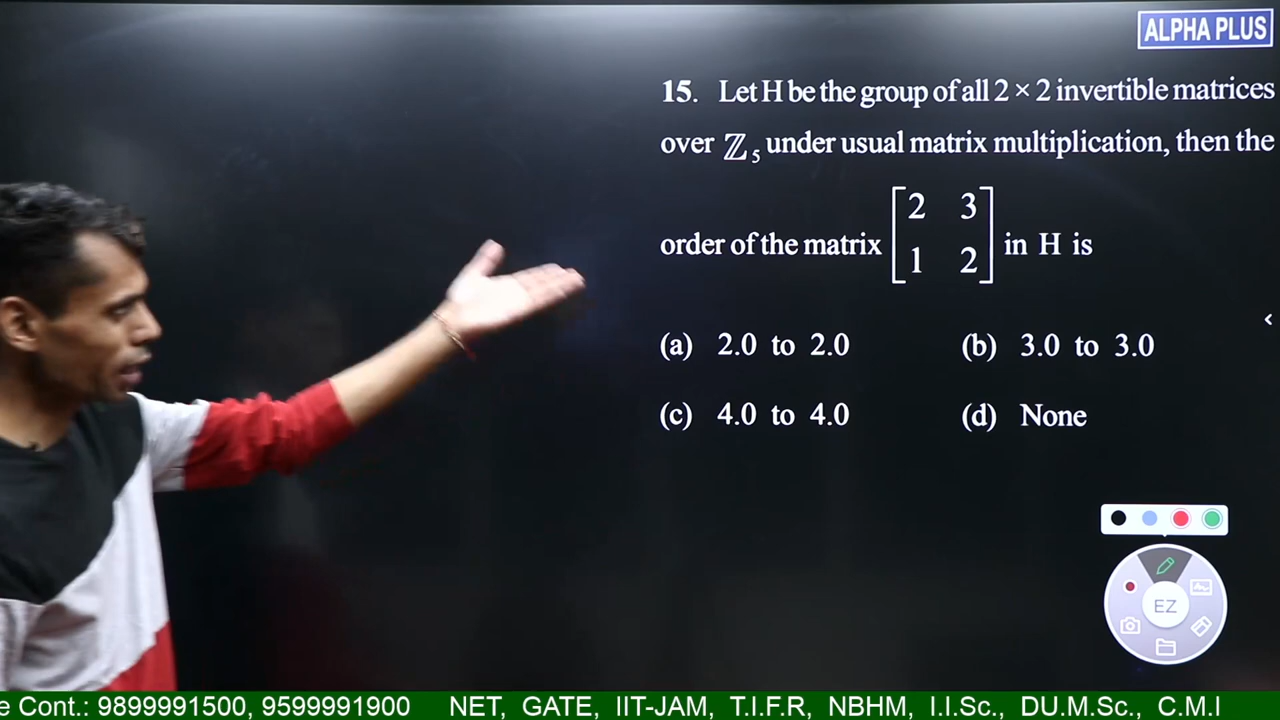 ALPHA PLUS
15. Let H be the group of all 2 × 2 invertible matrices
over ℤ₅ under usual matrix multiplication, then the
order of the matrix [2 3; 1 2] in H is
(a) 2.0 to 2.0 (b) 3.0 to 3.0
(c) 4.0 to 4.0 (d) None
EZ
e Cont.: 9899991500, 9599991900 NET, GATE, IIT-JAM, T.I.F.R, NBHM, I.I.Sc., DU.M.Sc., C.M.I